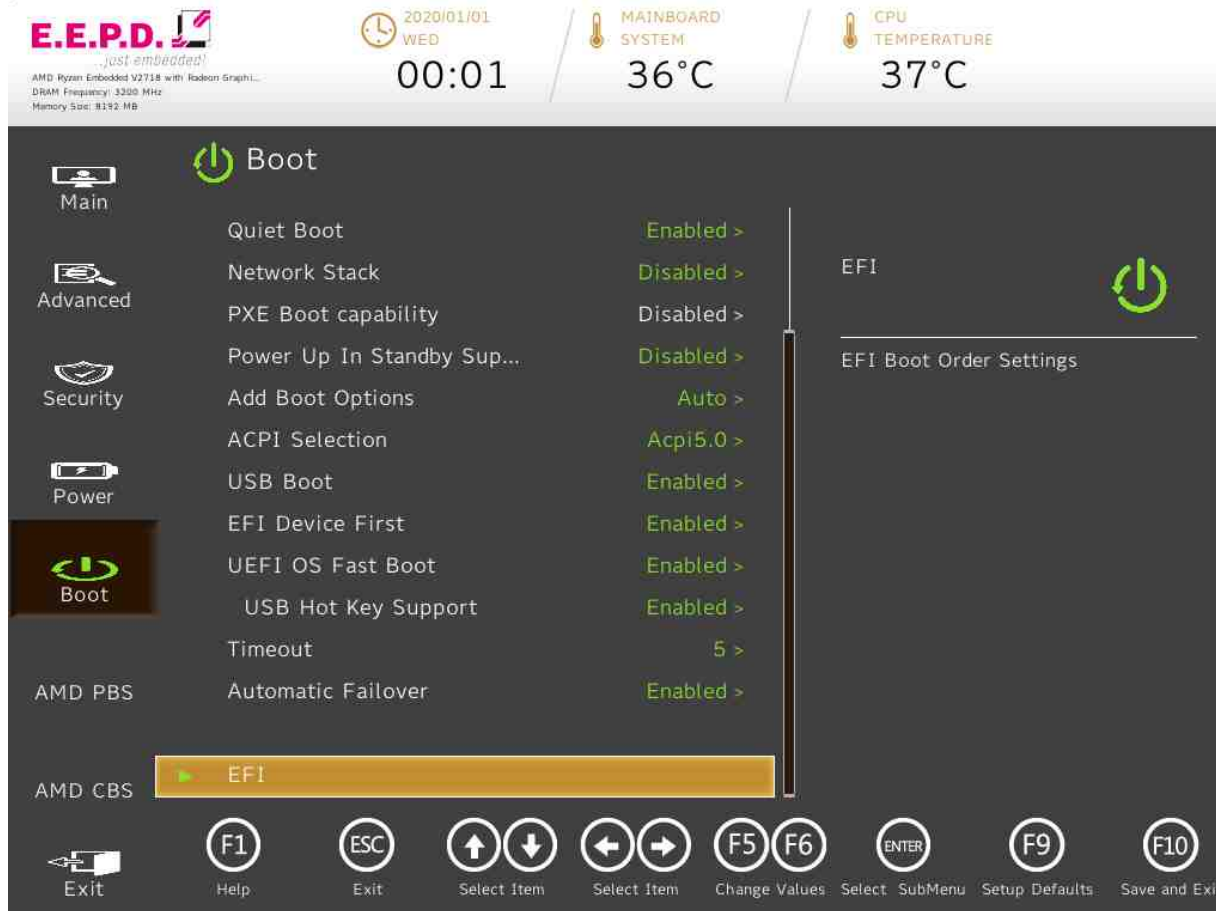 E.E.P.D.
...just embedded!
AMD Ryzen Embedded V2718 with Radeon Graphi...
DRAM Frequency: 3200 MHz
Memory Size: 8192 MB
2020/01/01
WED
00:01
MAINBOARD
SYSTEM
36°C
CPU
TEMPERATURE
37°C
Main
Advanced
Security
Power
Boot
AMD PBS
AMD CBS
Exit
Boot
Quiet Boot Enabled >
Network Stack Disabled >
PXE Boot capability Disabled >
Power Up In Standby Sup... Disabled >
Add Boot Options Auto >
ACPI Selection Acpi5.0 >
USB Boot Enabled >
EFI Device First Enabled >
UEFI OS Fast Boot Enabled >
USB Hot Key Support Enabled >
Timeout 5 >
Automatic Failover Enabled >
EFI
EFI
EFI Boot Order Settings
F1 ESC F5 F6 ENTER F9 F10
Help Exit Select Item Select Item Change Values Select SubMenu Setup Defaults Save and Exi